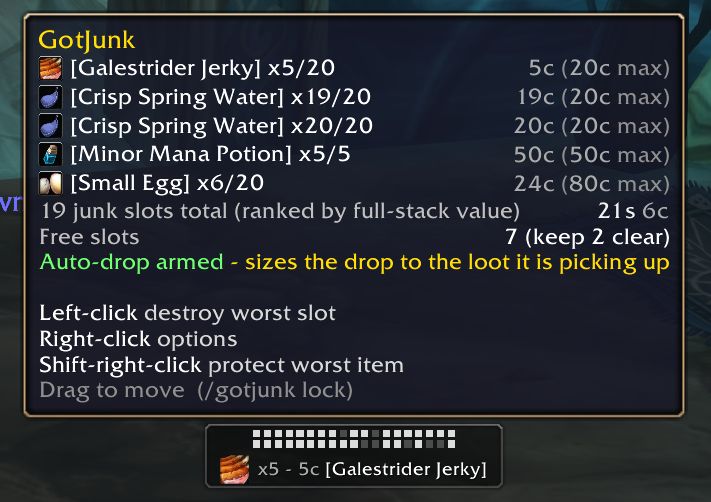 GotJunk
[Galestrider Jerky] x5/20 5c (20c max)
[Crisp Spring Water] x19/20 19c (20c max)
[Crisp Spring Water] x20/20 20c (20c max)
[Minor Mana Potion] x5/5 50c (50c max)
[Small Egg] x6/20 24c (80c max)
19 junk slots total (ranked by full-stack value) 21s 6c
Free slots 7 (keep 2 clear)
Auto-drop armed - sizes the drop to the loot it is picking up
Left-click destroy worst slot
Right-click options
Shift-right-click protect worst item
Drag to move (/gotjunk lock)
x5 - 5c [Galestrider Jerky]